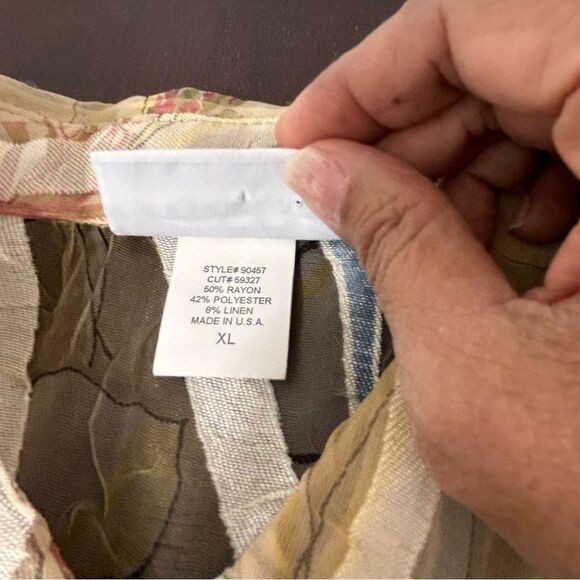 STYLE# 90457
CUT# 59327
50% RAYON
42% POLYESTER
8% LINEN
MADE IN U.S.A.
XL